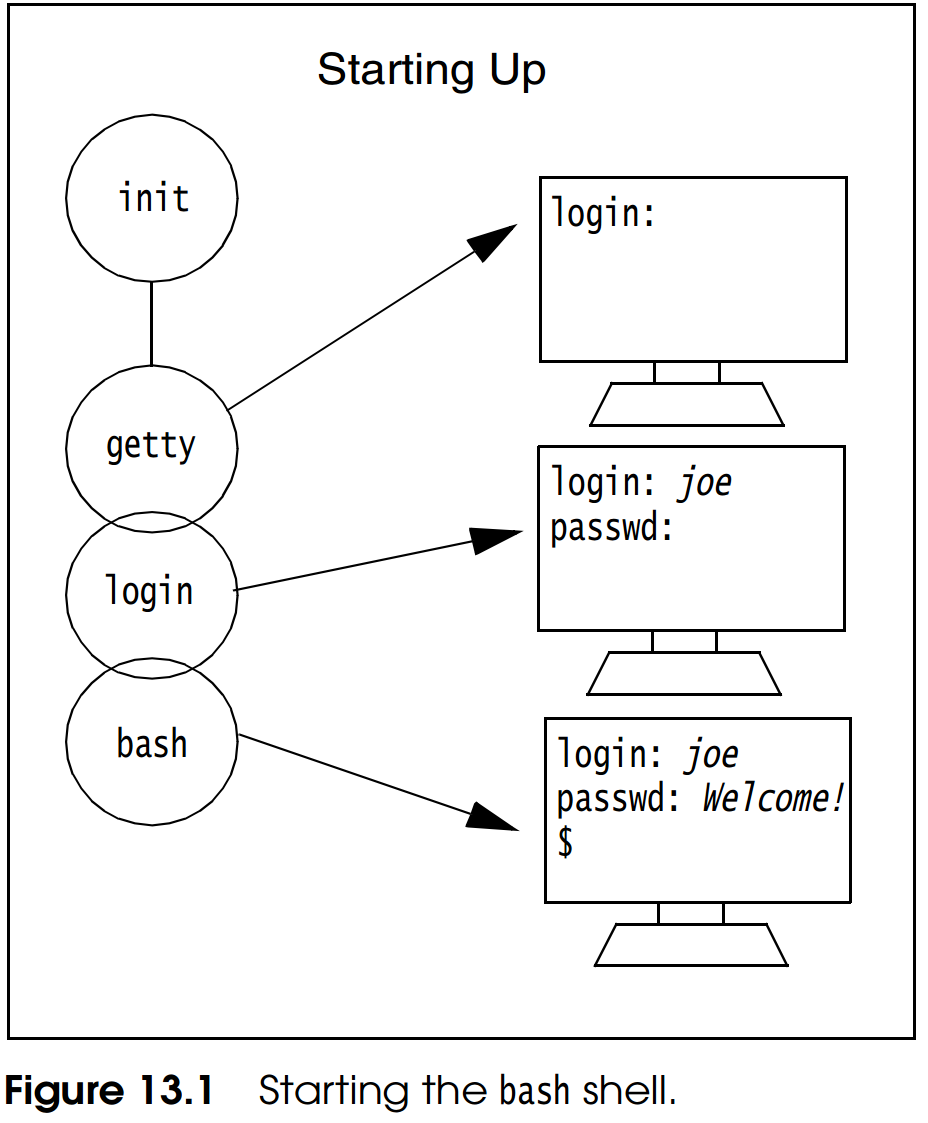 Starting Up
init
getty
login
bash
login:
login: joe
passwd:
login: joe
passwd: Welcome!
$
Figure 13.1 Starting the bash shell.